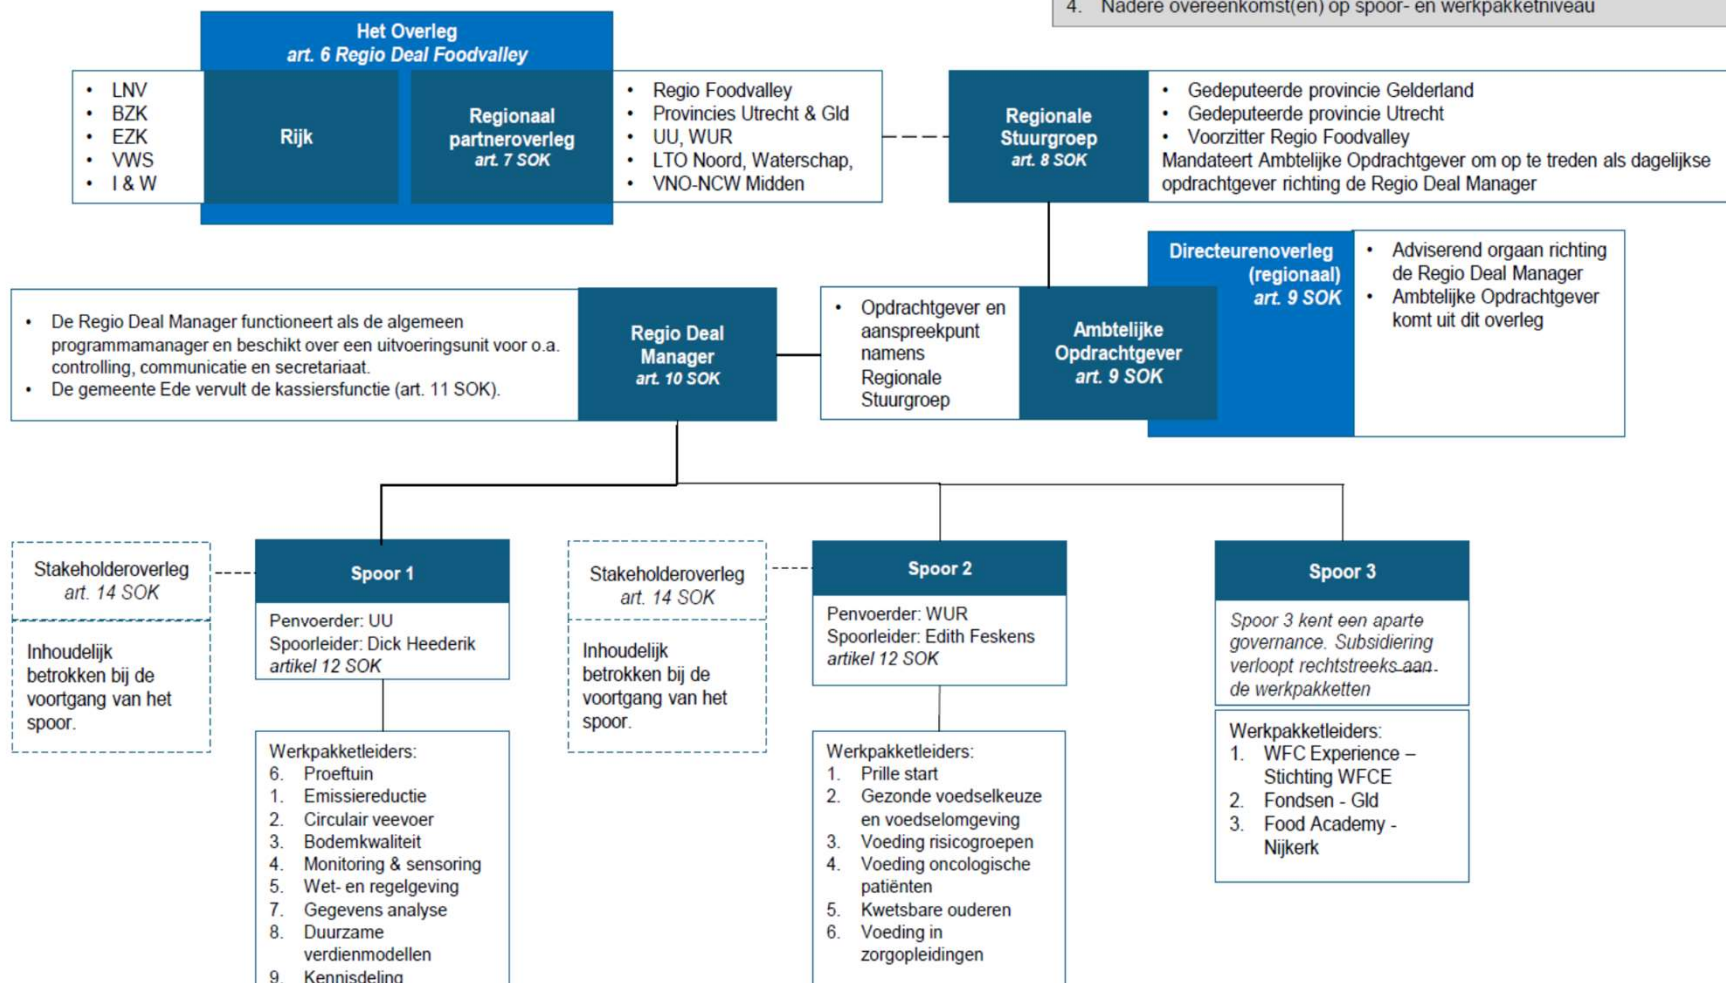 4. Nadere overeenkomst(en) op spoor- en werkpakketniveau
Het Overleg
art. 6 Regio Deal Foodvalley
• LNV
• BZK
• EZK
• VWS
• I & W
Rijk
Regionaal
partneroverleg
art. 7 SOK
• Regio Foodvalley
• Provincies Utrecht & Gld
• UU, WUR
• LTO Noord, Waterschap,
• VNO-NCW Midden
Regionale
Stuurgroep
art. 8 SOK
• Gedeputeerde provincie Gelderland
• Gedeputeerde provincie Utrecht
• Voorzitter Regio Foodvalley
Mandateert Ambtelijke Opdrachtgever om op te treden als dagelijkse
opdrachtgever richting de Regio Deal Manager
Directeurenoverleg
(regionaal)
art. 9 SOK
• Adviserend orgaan richting
de Regio Deal Manager
• Ambtelijke Opdrachtgever
komt uit dit overleg
• De Regio Deal Manager functioneert als de algemeen
programmamanager en beschikt over een uitvoeringsunit voor o.a.
controlling, communicatie en secretariaat.
• De gemeente Ede vervult de kassiersfunctie (art. 11 SOK).
Regio Deal
Manager
art. 10 SOK
• Opdrachtgever en
aanspreekpunt
namens
Regionale
Stuurgroep
Ambtelijke
Opdrachtgever
art. 9 SOK
Stakeholderoverleg
art. 14 SOK
Inhoudelijk
betrokken bij de
voortgang van het
spoor.
Spoor 1
Penvoerder: UU
Spoorleider: Dick Heederik
artikel 12 SOK
Werkpakketleiders:
6. Proeftuin
1. Emissiereductie
2. Circulair veevoer
3. Bodemkwaliteit
4. Monitoring & sensoring
5. Wet- en regelgeving
7. Gegevens analyse
8. Duurzame
verdienmodellen
9. Kennisdeling
Stakeholderoverleg
art. 14 SOK
Inhoudelijk
betrokken bij de
voortgang van het
spoor.
Spoor 2
Penvoerder: WUR
Spoorleider: Edith Feskens
artikel 12 SOK
Werkpakketleiders:
1. Prille start
2. Gezonde voedselkeuze
en voedselomgeving
3. Voeding risicogroepen
4. Voeding oncologische
patiënten
5. Kwetsbare ouderen
6. Voeding in
zorgopleidingen
Spoor 3
Spoor 3 kent een aparte
governance. Subsidiering
verloopt rechtstreeks aan
de werkpakketten
Werkpakketleiders:
1. WFC Experience –
Stichting WFCE
2. Fondsen - Gld
3. Food Academy -
Nijkerk